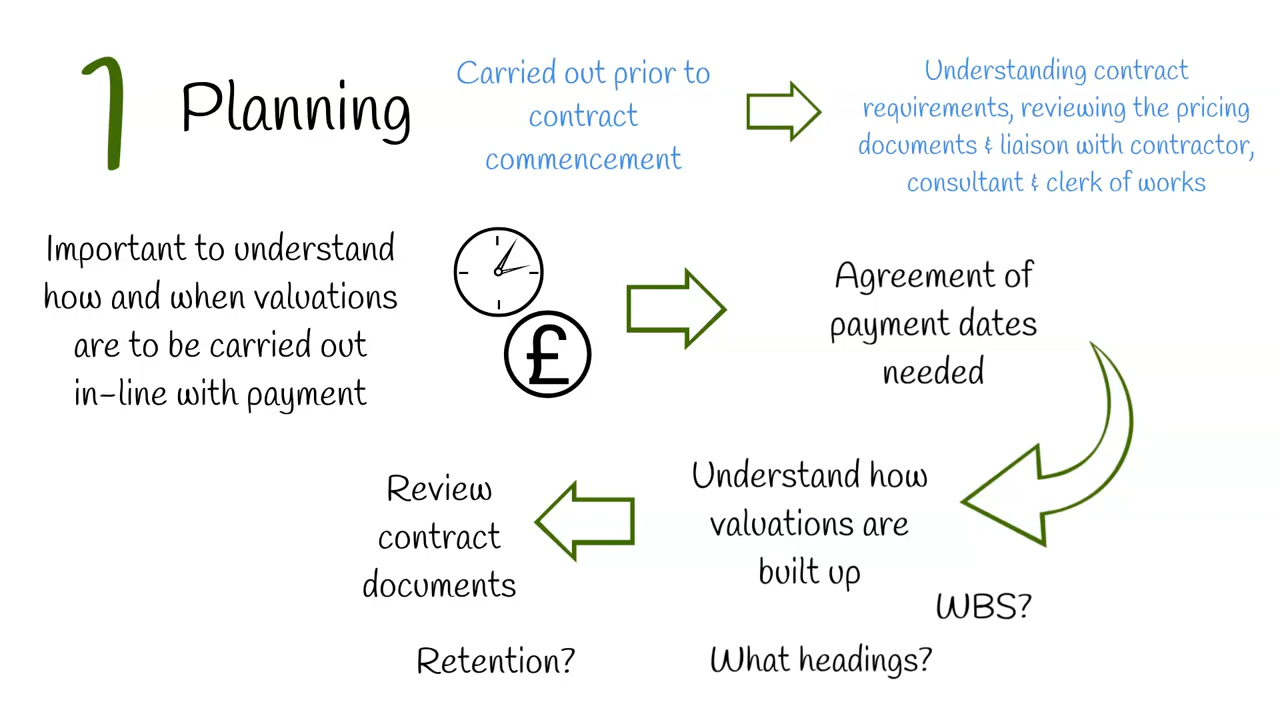 1
Planning
Carried out prior to
contract
commencement
Understanding contract
requirements, reviewing the pricing
documents & liaison with contractor,
consultant & clerk of works
Important to understand
how and when valuations
are to be carried out
in-line with payment
£
Agreement of
payment dates
needed
Understand how
valuations are
built up
WBS?
What headings?
Review
contract
documents
Retention?